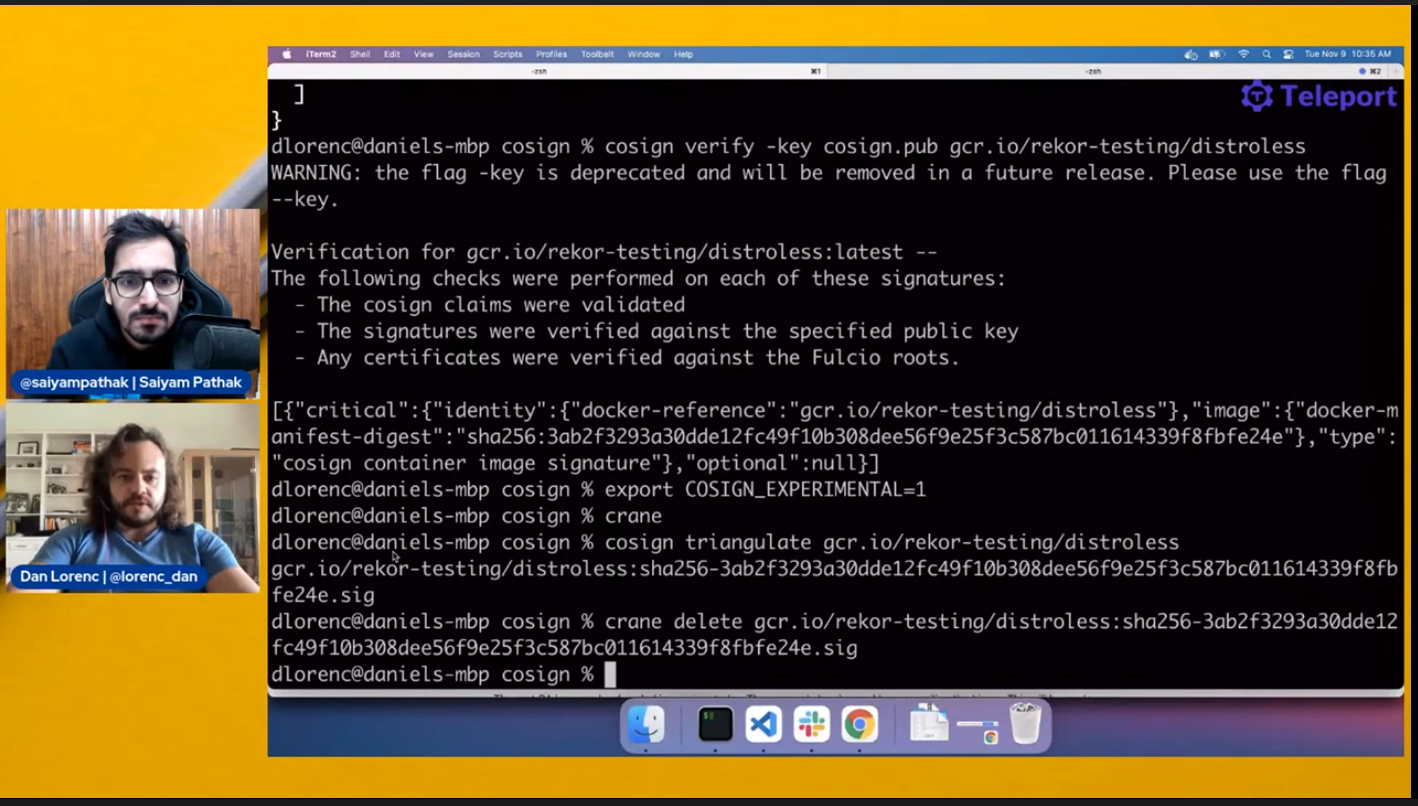 iTerm2 Shell Edit View Session Scripts Profiles Toolbelt Window Help Tue Nov 9 10:35 AM
-zsh ⌘1 -zsh ⌘2
Teleport
]
}
dlorenc@daniels-mbp cosign % cosign verify -key cosign.pub gcr.io/rekor-testing/distroless
WARNING: the flag -key is deprecated and will be removed in a future release. Please use the flag
--key.
Verification for gcr.io/rekor-testing/distroless:latest --
The following checks were performed on each of these signatures:
- The cosign claims were validated
- The signatures were verified against the specified public key
- Any certificates were verified against the Fulcio roots.
[{"critical":{"identity":{"docker-reference":"gcr.io/rekor-testing/distroless"},"image":{"docker-m
anifest-digest":"sha256:3ab2f3293a30dde12fc49f10b308dee56f9e25f3c587bc011614339f8fbfe24e"},"type":
"cosign container image signature"},"optional":null}]
dlorenc@daniels-mbp cosign % export COSIGN_EXPERIMENTAL=1
dlorenc@daniels-mbp cosign % crane
dlorenc@daniels-mbp cosign % cosign triangulate gcr.io/rekor-testing/distroless
gcr.io/rekor-testing/distroless:sha256-3ab2f3293a30dde12fc49f10b308dee56f9e25f3c587bc011614339f8fb
fe24e.sig
dlorenc@daniels-mbp cosign % crane delete gcr.io/rekor-testing/distroless:sha256-3ab2f3293a30dde12
fc49f10b308dee56f9e25f3c587bc011614339f8fbfe24e.sig
dlorenc@daniels-mbp cosign %
@saiyampathak | Saiyam Pathak
Dan Lorenc | @lorenc_dan